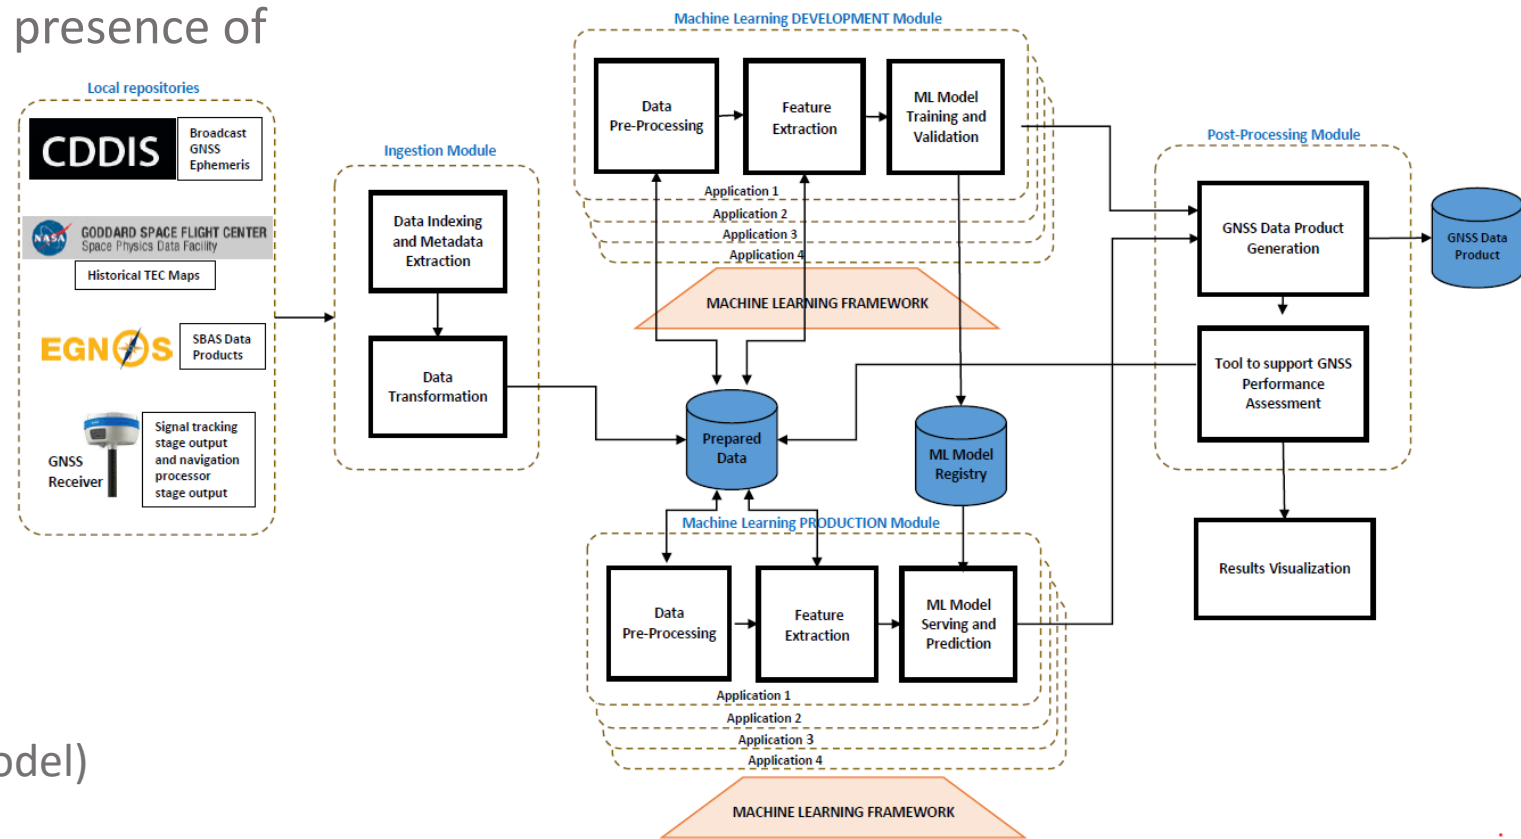 presence of
Local repositories
CDDIS
Broadcast
GNSS
Ephemeris
NASA
GODDARD SPACE FLIGHT CENTER
Space Physics Data Facility
Historical TEC Maps
EGNOS
SBAS Data
Products
GNSS
Receiver
Signal tracking
stage output
and navigation
processor
stage output
Ingestion Module
Data Indexing
and Metadata
Extraction
Data
Transformation
Machine Learning DEVELOPMENT Module
Data
Pre-Processing
Feature
Extraction
ML Model
Training and
Validation
Application 1
Application 2
Application 3
Application 4
MACHINE LEARNING FRAMEWORK
Prepared
Data
ML Model
Registry
Machine Learning PRODUCTION Module
Data
Pre-Processing
Feature
Extraction
ML Model
Serving and
Prediction
Application 1
Application 2
Application 3
Application 4
MACHINE LEARNING FRAMEWORK
Post-Processing Module
GNSS Data Product
Generation
GNSS Data
Product
Tool to support GNSS
Performance
Assessment
Results Visualization
odel)